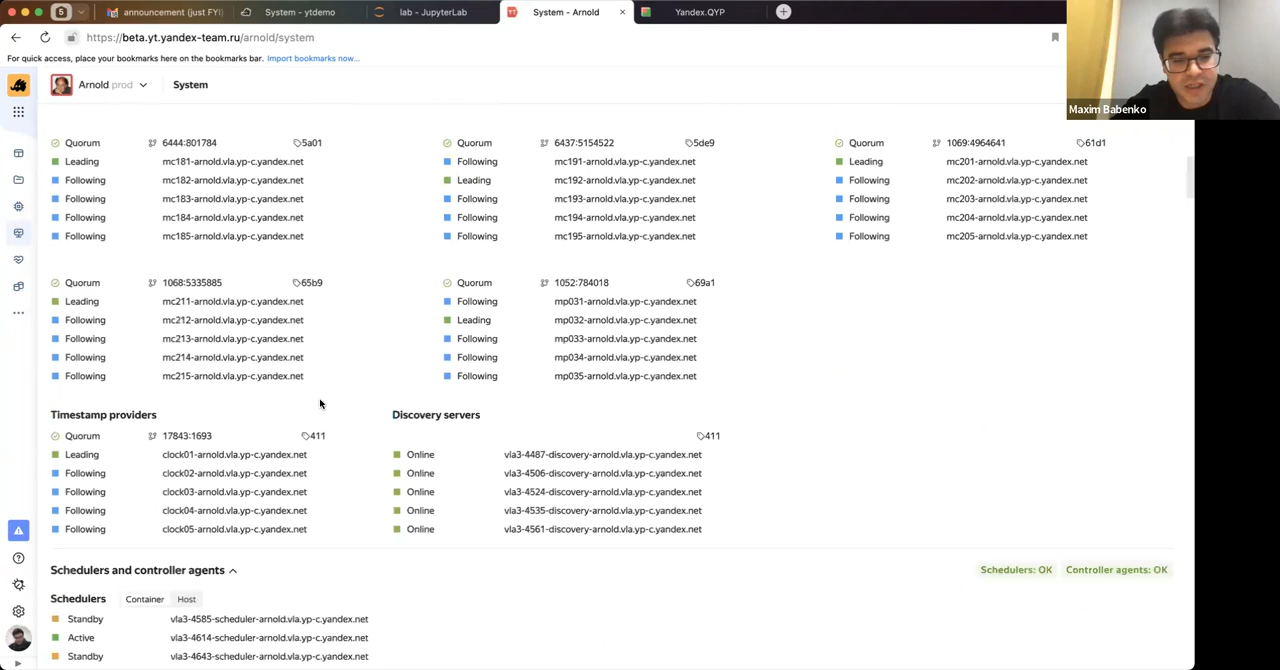 5
announcement (just FYI)
System - ytdemo
lab - JupyterLab
System - Arnold
Yandex.QYP
https://beta.yt.yandex-team.ru/arnold/system
For quick access, place your bookmarks here on the bookmarks bar. Import bookmarks now...
Arnold prod
System
Maxim Babenko
Quorum 6444:801784 5a01
Leading mc181-arnold.vla.yp-c.yandex.net
Following mc182-arnold.vla.yp-c.yandex.net
Following mc183-arnold.vla.yp-c.yandex.net
Following mc184-arnold.vla.yp-c.yandex.net
Following mc185-arnold.vla.yp-c.yandex.net
Quorum 6437:5154522 5de9
Following mc191-arnold.vla.yp-c.yandex.net
Leading mc192-arnold.vla.yp-c.yandex.net
Following mc193-arnold.vla.yp-c.yandex.net
Following mc194-arnold.vla.yp-c.yandex.net
Following mc195-arnold.vla.yp-c.yandex.net
Quorum 1069:4964641 61d1
Leading mc201-arnold.vla.yp-c.yandex.net
Following mc202-arnold.vla.yp-c.yandex.net
Following mc203-arnold.vla.yp-c.yandex.net
Following mc204-arnold.vla.yp-c.yandex.net
Following mc205-arnold.vla.yp-c.yandex.net
Quorum 1068:5335885 65b9
Leading mc211-arnold.vla.yp-c.yandex.net
Following mc212-arnold.vla.yp-c.yandex.net
Following mc213-arnold.vla.yp-c.yandex.net
Following mc214-arnold.vla.yp-c.yandex.net
Following mc215-arnold.vla.yp-c.yandex.net
Quorum 1052:784018 69a1
Following mp031-arnold.vla.yp-c.yandex.net
Leading mp032-arnold.vla.yp-c.yandex.net
Following mp033-arnold.vla.yp-c.yandex.net
Following mp034-arnold.vla.yp-c.yandex.net
Following mp035-arnold.vla.yp-c.yandex.net
Timestamp providers
Quorum 17843:1693 411
Leading clock01-arnold.vla.yp-c.yandex.net
Following clock02-arnold.vla.yp-c.yandex.net
Following clock03-arnold.vla.yp-c.yandex.net
Following clock04-arnold.vla.yp-c.yandex.net
Following clock05-arnold.vla.yp-c.yandex.net
Discovery servers
411
Online vla3-4487-discovery-arnold.vla.yp-c.yandex.net
Online vla3-4506-discovery-arnold.vla.yp-c.yandex.net
Online vla3-4524-discovery-arnold.vla.yp-c.yandex.net
Online vla3-4535-discovery-arnold.vla.yp-c.yandex.net
Online vla3-4561-discovery-arnold.vla.yp-c.yandex.net
Schedulers and controller agents
Schedulers: OK Controller agents: OK
Schedulers Container Host
Standby vla3-4585-scheduler-arnold.vla.yp-c.yandex.net
Active vla3-4614-scheduler-arnold.vla.yp-c.yandex.net
Standby vla3-4643-scheduler-arnold.vla.yp-c.yandex.net